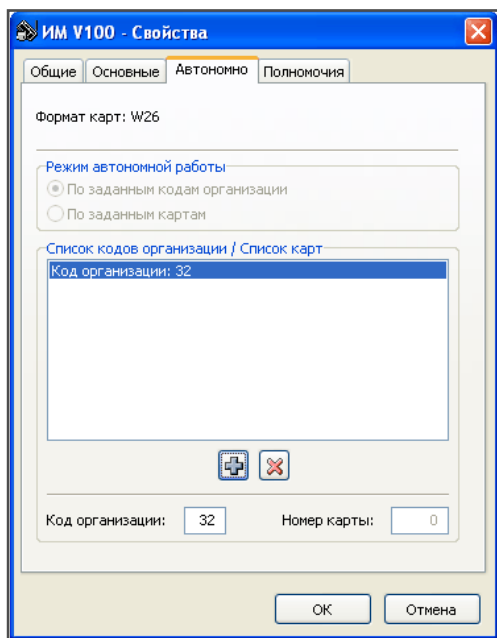 ИМ V100 - Свойства
Общие Основные Автономно Полномочия
Формат карт: W26
Режим автономной работы
По заданным кодам организации
По заданным картам
Список кодов организации / Список карт
Код организации: 32
Код организации: 32 Номер карты: 0
OK Отмена